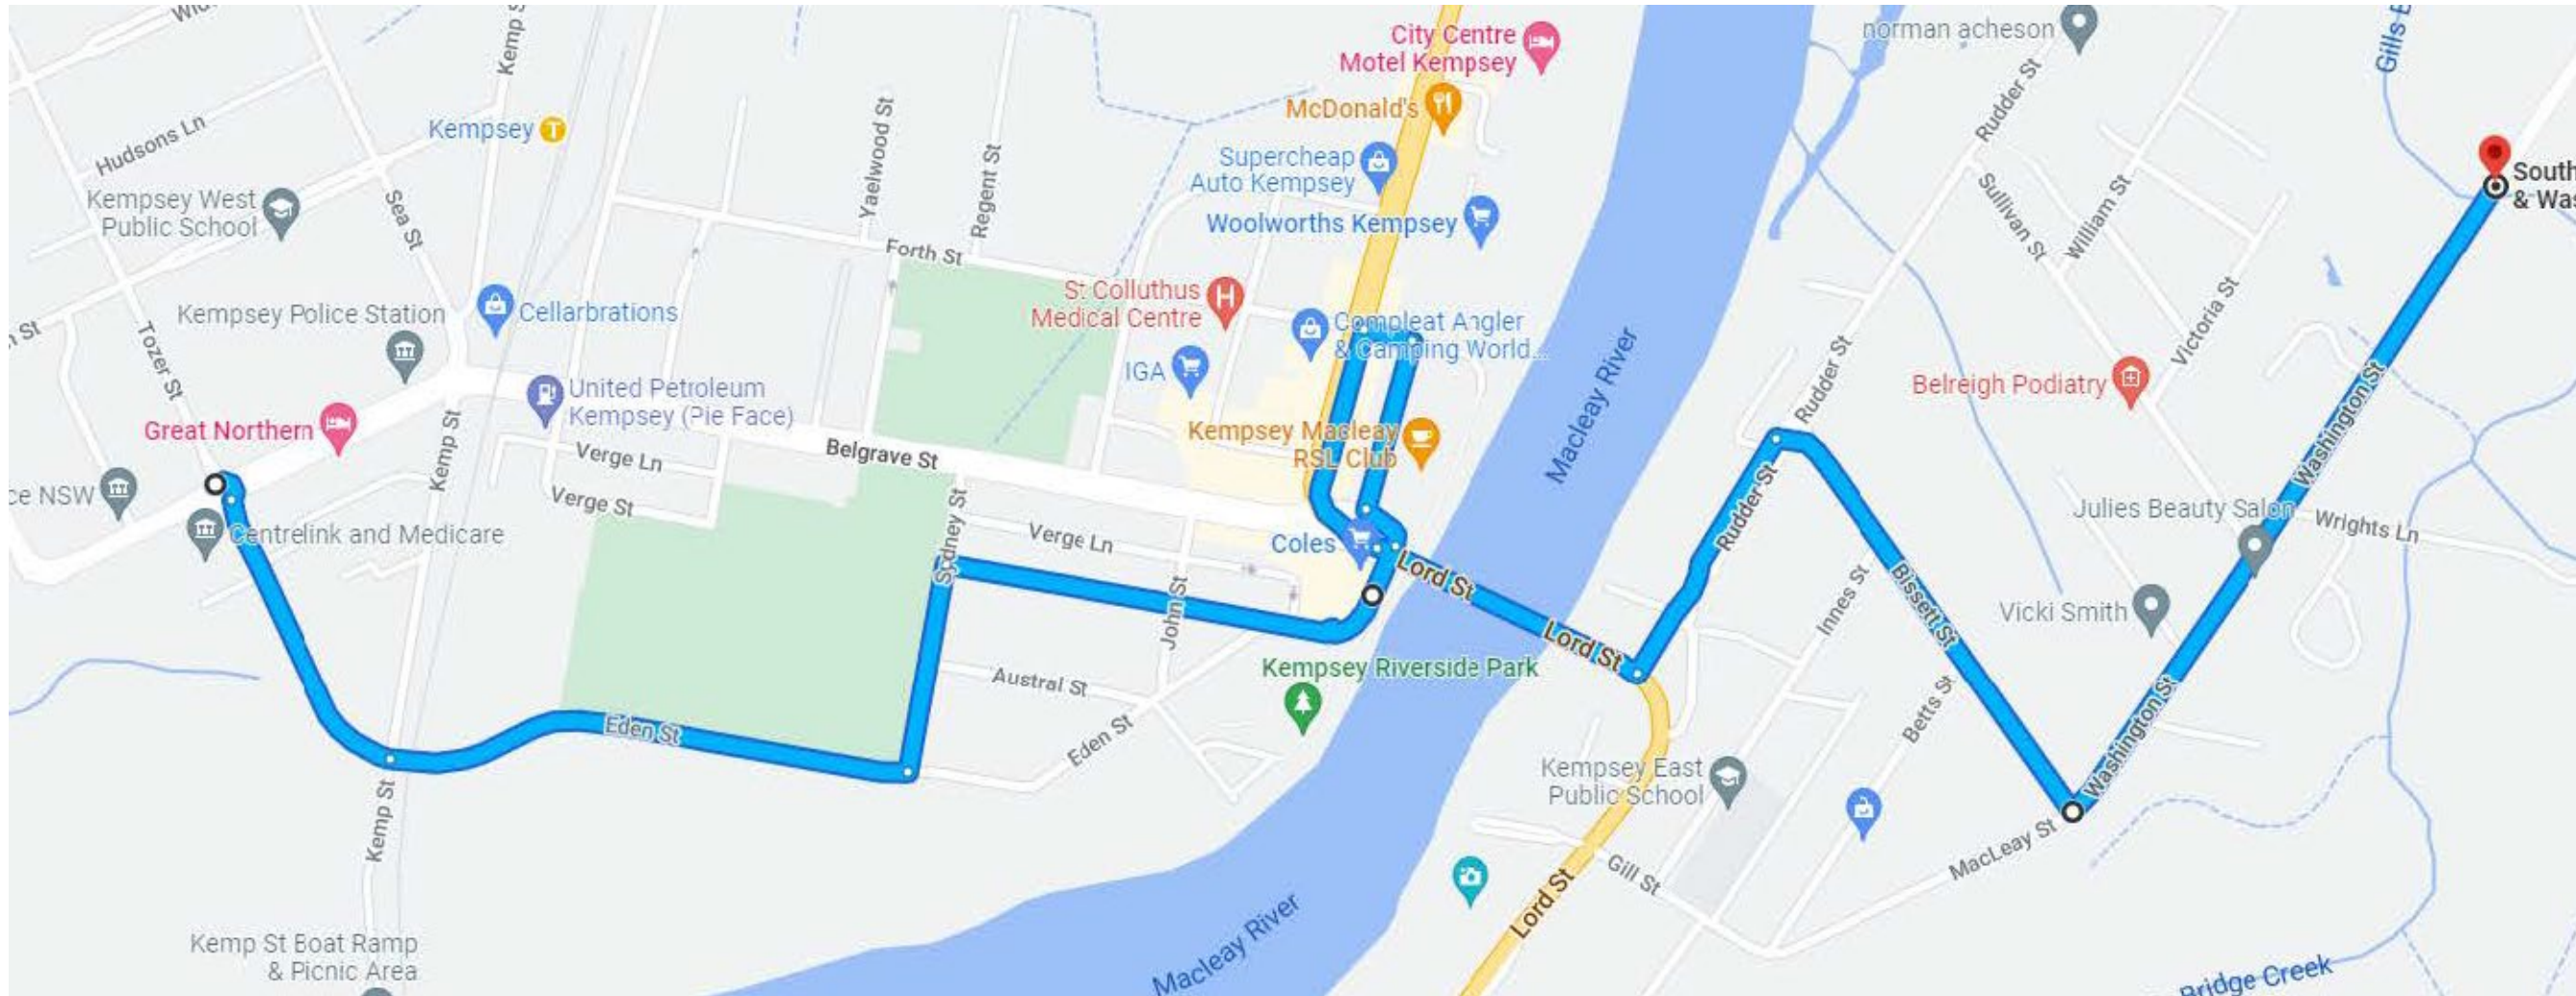 Kemp S
City Centre
Motel Kempsey
norman acheson
Gills B
Rudder St
Hudsons Ln
Kempsey
T
Yaelwood St
Regent St
McDonald's
Supercheap
Auto Kempsey
Woolworths Kempsey
Kempsey West
Public School
Sea St
Forth St
Sullivan St
William St
South
& Was
Kempsey Police Station
Cellarbrations
St Colluthus
Medical Centre
H
Compleat Angler
& Camping World...
Macleay River
Victoria St
n St
Tozer St
IGA
Rudder St
Belreigh Podiatry
United Petroleum
Kempsey (Pie Face)
Great Northern
Kemp St
Belgrave St
Kempsey Macleay
RSL Club
Washington St
Verge Ln
Verge St
ce NSW
Centrelink and Medicare
Sydney St
Verge Ln
Coles
Lord St
Rudder St
Julies Beauty Salon
Wrights Ln
John St
Lord St
Innes St
Bissett St
Vicki Smith
Kempsey Riverside Park
Austral St
Eden St
Eden St
Betts St
Washington St
Kemp St
Kempsey East
Public School
MacLeay St
Gill St
Lord St
Kemp St Boat Ramp
& Picnic Area
Macleay River
Bridge Creek